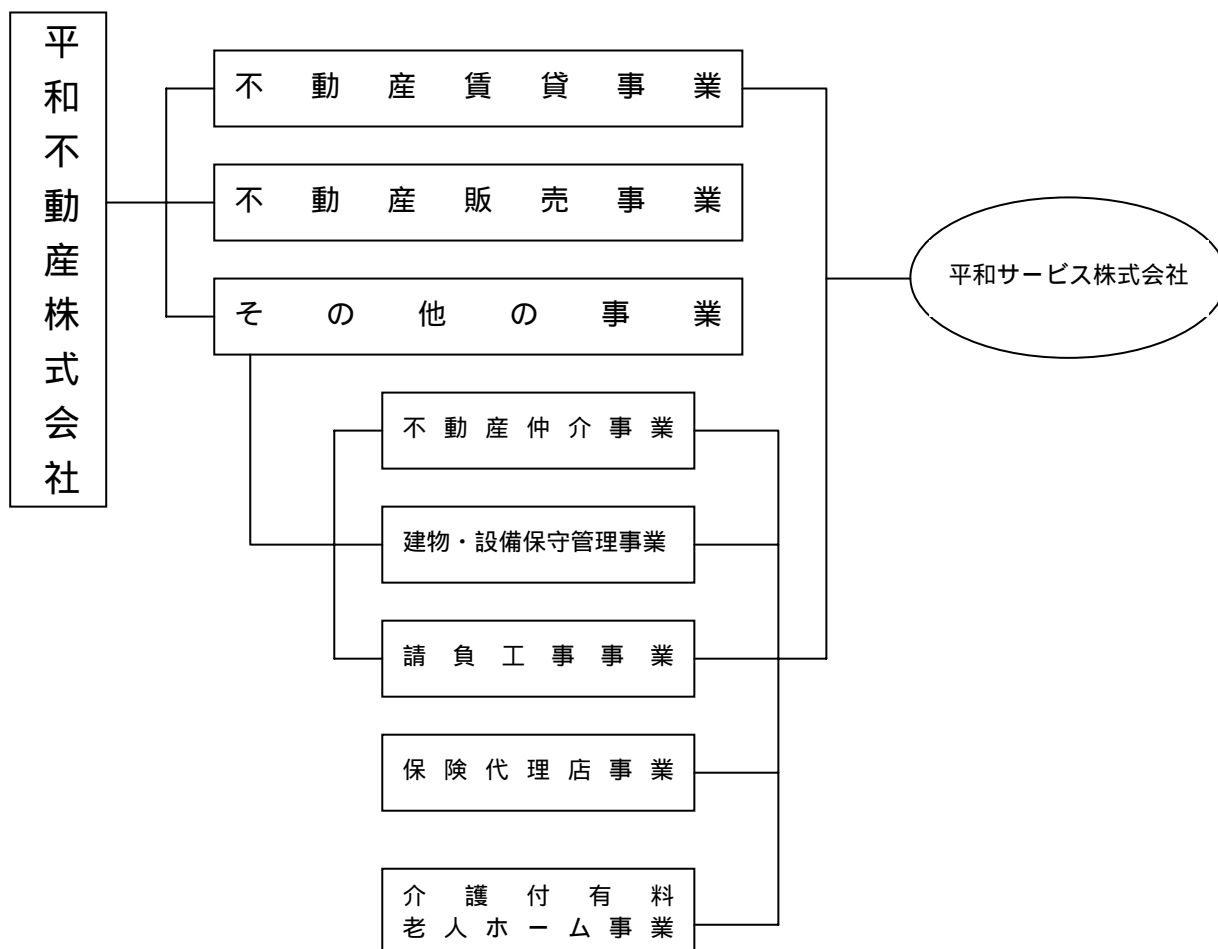 平和不動産株式会社
不動産賃貸事業
不動産販売事業
その他の事業
平和サービス株式会社
不動産仲介事業
建物・設備保守管理事業
請負工事事業
保険代理店事業
介護付有料
老人ホーム事業